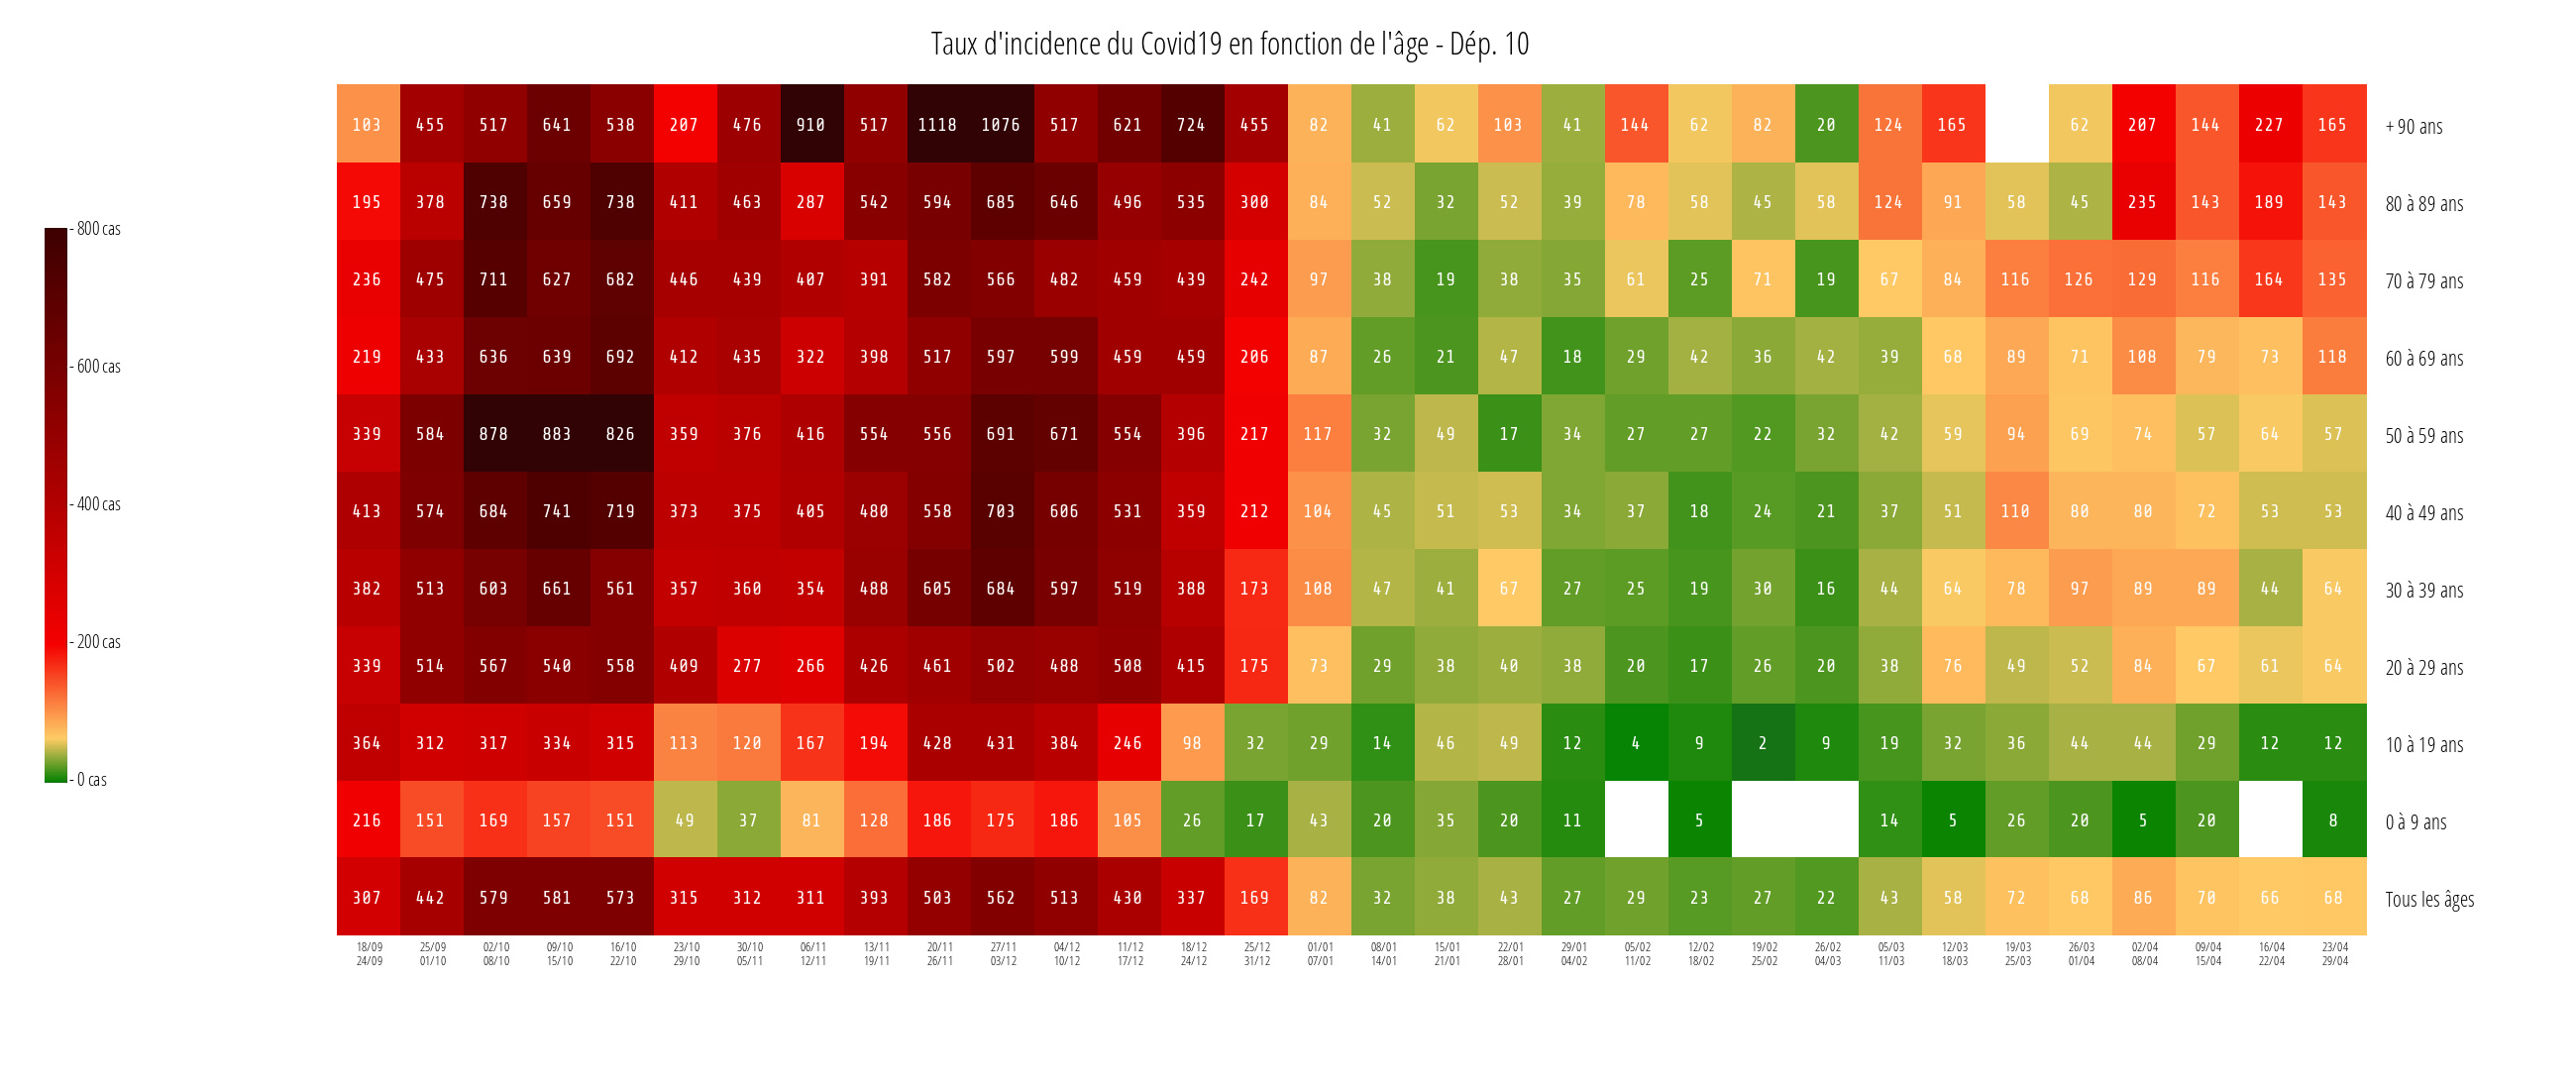 Taux d'incidence du Covid19 en fonction de l'âge - Dép. 10
- 800 cas
- 600 cas
- 400 cas
- 200 cas
- 0 cas
103 455 517 641 538 207 476 910 517 1118 1076 517 621 724 455 82 41 62 103 41 144 62 82 20 124 165 62 207 144 227 165 + 90 ans
195 378 738 659 738 411 463 287 542 594 685 646 496 535 300 84 52 32 52 39 78 58 45 58 124 91 58 45 235 143 189 143 80 à 89 ans
236 475 711 627 682 446 439 407 391 582 566 482 459 439 242 97 38 19 38 35 61 25 71 19 67 84 116 126 129 116 164 135 70 à 79 ans
219 433 636 639 692 412 435 322 398 517 597 599 459 459 206 87 26 21 47 18 29 42 36 42 39 68 89 71 108 79 73 118 60 à 69 ans
339 584 878 883 826 359 376 416 554 556 691 671 554 396 217 117 32 49 17 34 27 27 22 32 42 59 94 69 74 57 64 57 50 à 59 ans
413 574 684 741 719 373 375 405 480 558 703 606 531 359 212 104 45 51 53 34 37 18 24 21 37 51 110 80 80 72 53 53 40 à 49 ans
382 513 603 661 561 357 360 354 488 605 684 597 519 388 173 108 47 41 67 27 25 19 30 16 44 64 78 97 89 89 44 64 30 à 39 ans
339 514 567 540 558 409 277 266 426 461 502 488 508 415 175 73 29 38 40 38 20 17 26 20 38 76 49 52 84 67 61 64 20 à 29 ans
364 312 317 334 315 113 120 167 194 428 431 384 246 98 32 29 14 46 49 12 4 9 2 9 19 32 36 44 44 29 12 12 10 à 19 ans
216 151 169 157 151 49 37 81 128 186 175 186 105 26 17 43 20 35 20 11 5 14 5 26 20 5 20 8 0 à 9 ans
307 442 579 581 573 315 312 311 393 503 562 513 430 337 169 82 32 38 43 27 29 23 27 22 43 58 72 68 86 70 66 68 Tous les âges
18/09 25/09 02/10 09/10 16/10 23/10 30/10 06/11 13/11 20/11 27/11 04/12 11/12 18/12 25/12 01/01 08/01 15/01 22/01 29/01 05/02 12/02 19/02 26/02 05/03 12/03 19/03 26/03 02/04 09/04 16/04 23/04
24/09 01/10 08/10 15/10 22/10 29/10 05/11 12/11 19/11 26/11 03/12 10/12 17/12 24/12 31/12 07/01 14/01 21/01 28/01 04/02 11/02 18/02 25/02 04/03 11/03 18/03 25/03 01/04 08/04 15/04 22/04 29/04